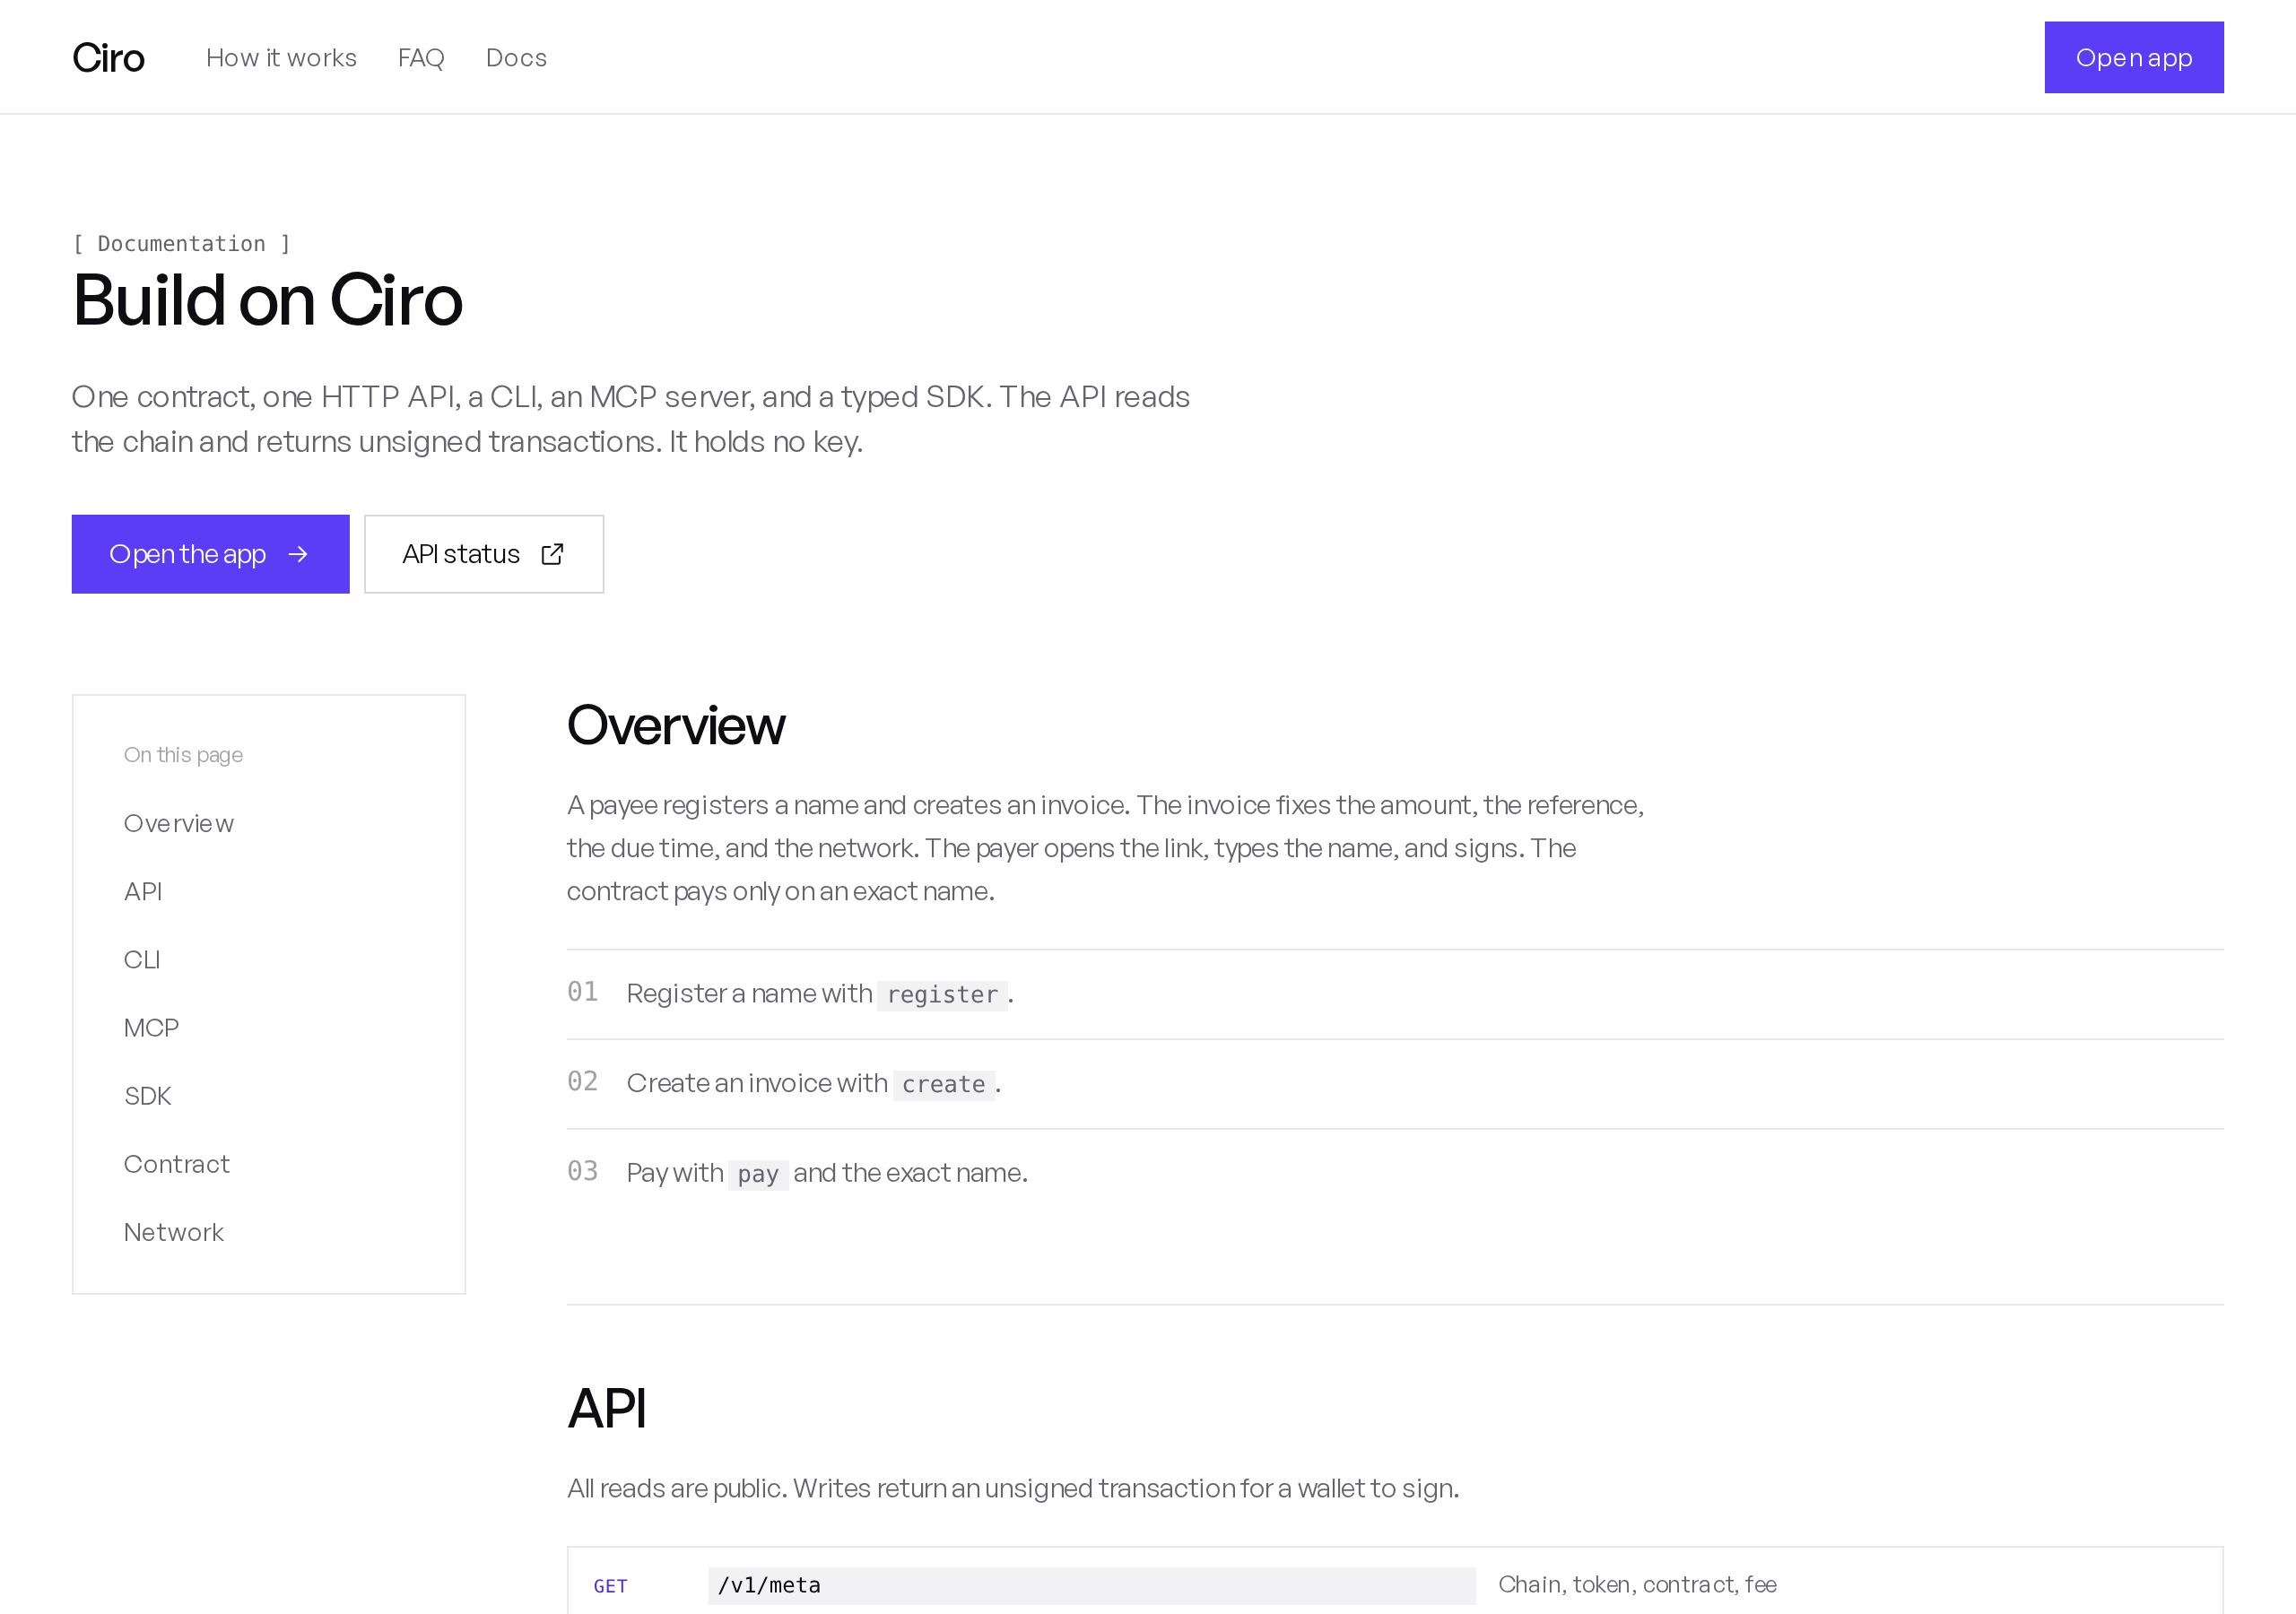 Ciro How it works FAQ Docs Open app
[ Documentation ]
Build on Ciro
One contract, one HTTP API, a CLI, an MCP server, and a typed SDK. The API reads
the chain and returns unsigned transactions. It holds no key.
Open the app → API status
On this page
Overview
API
CLI
MCP
SDK
Contract
Network
Overview
A payee registers a name and creates an invoice. The invoice fixes the amount, the reference,
the due time, and the network. The payer opens the link, types the name, and signs. The
contract pays only on an exact name.
01 Register a name with register.
02 Create an invoice with create.
03 Pay with pay and the exact name.
API
All reads are public. Writes return an unsigned transaction for a wallet to sign.
GET /v1/meta Chain, token, contract, fee